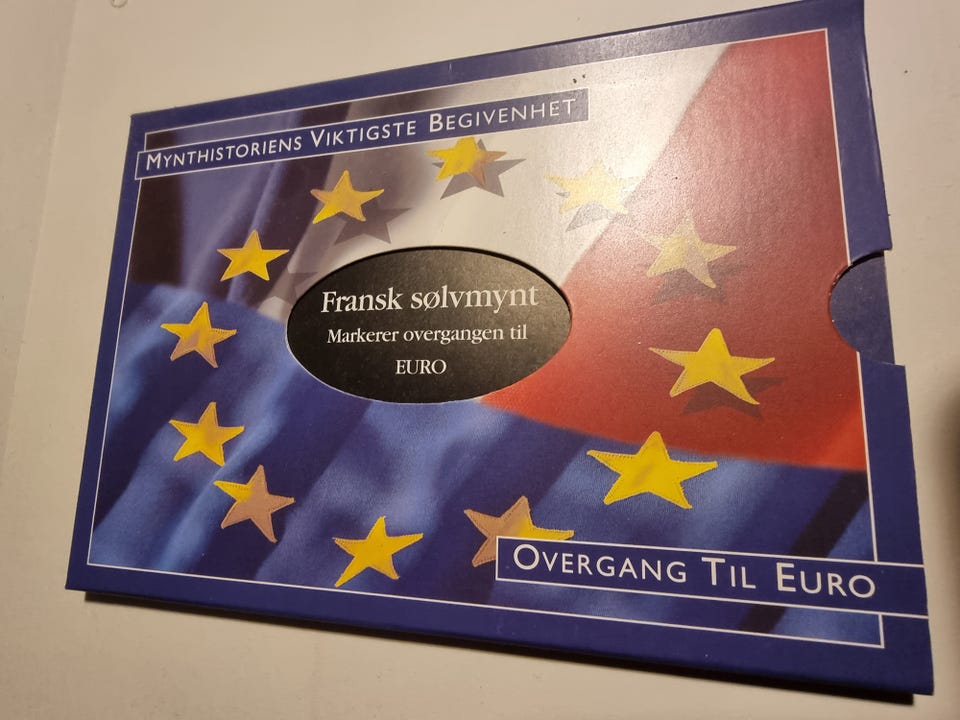 Mynthistoriens Viktigste Begivenhet
Fransk sølvmynt
Markerer overgangen til
EURO
Overgang Til Euro